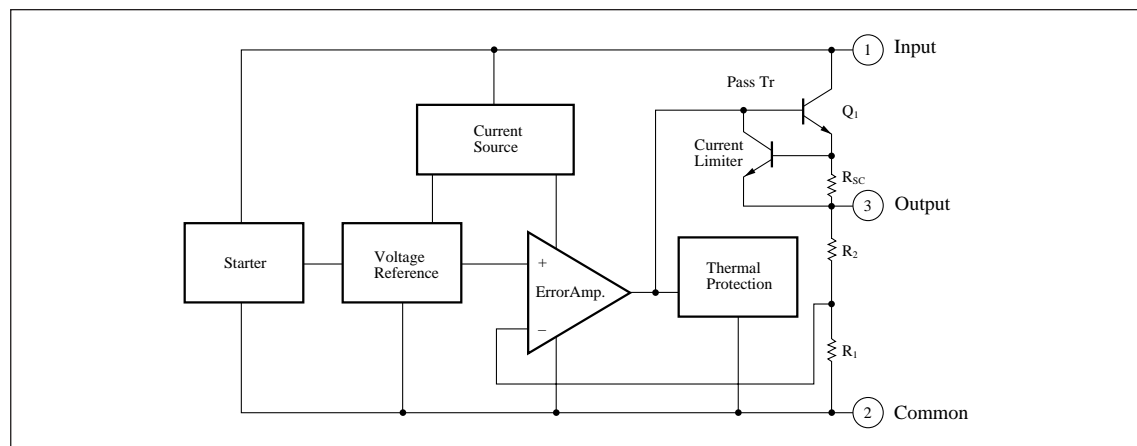 1
Input
Pass Tr
Q1
Current
Source
Current
Limiter
RSC
3
Output
Starter
Voltage
Reference
+
ErrorAmp.
−
Thermal
Protection
R2
R1
2
Common